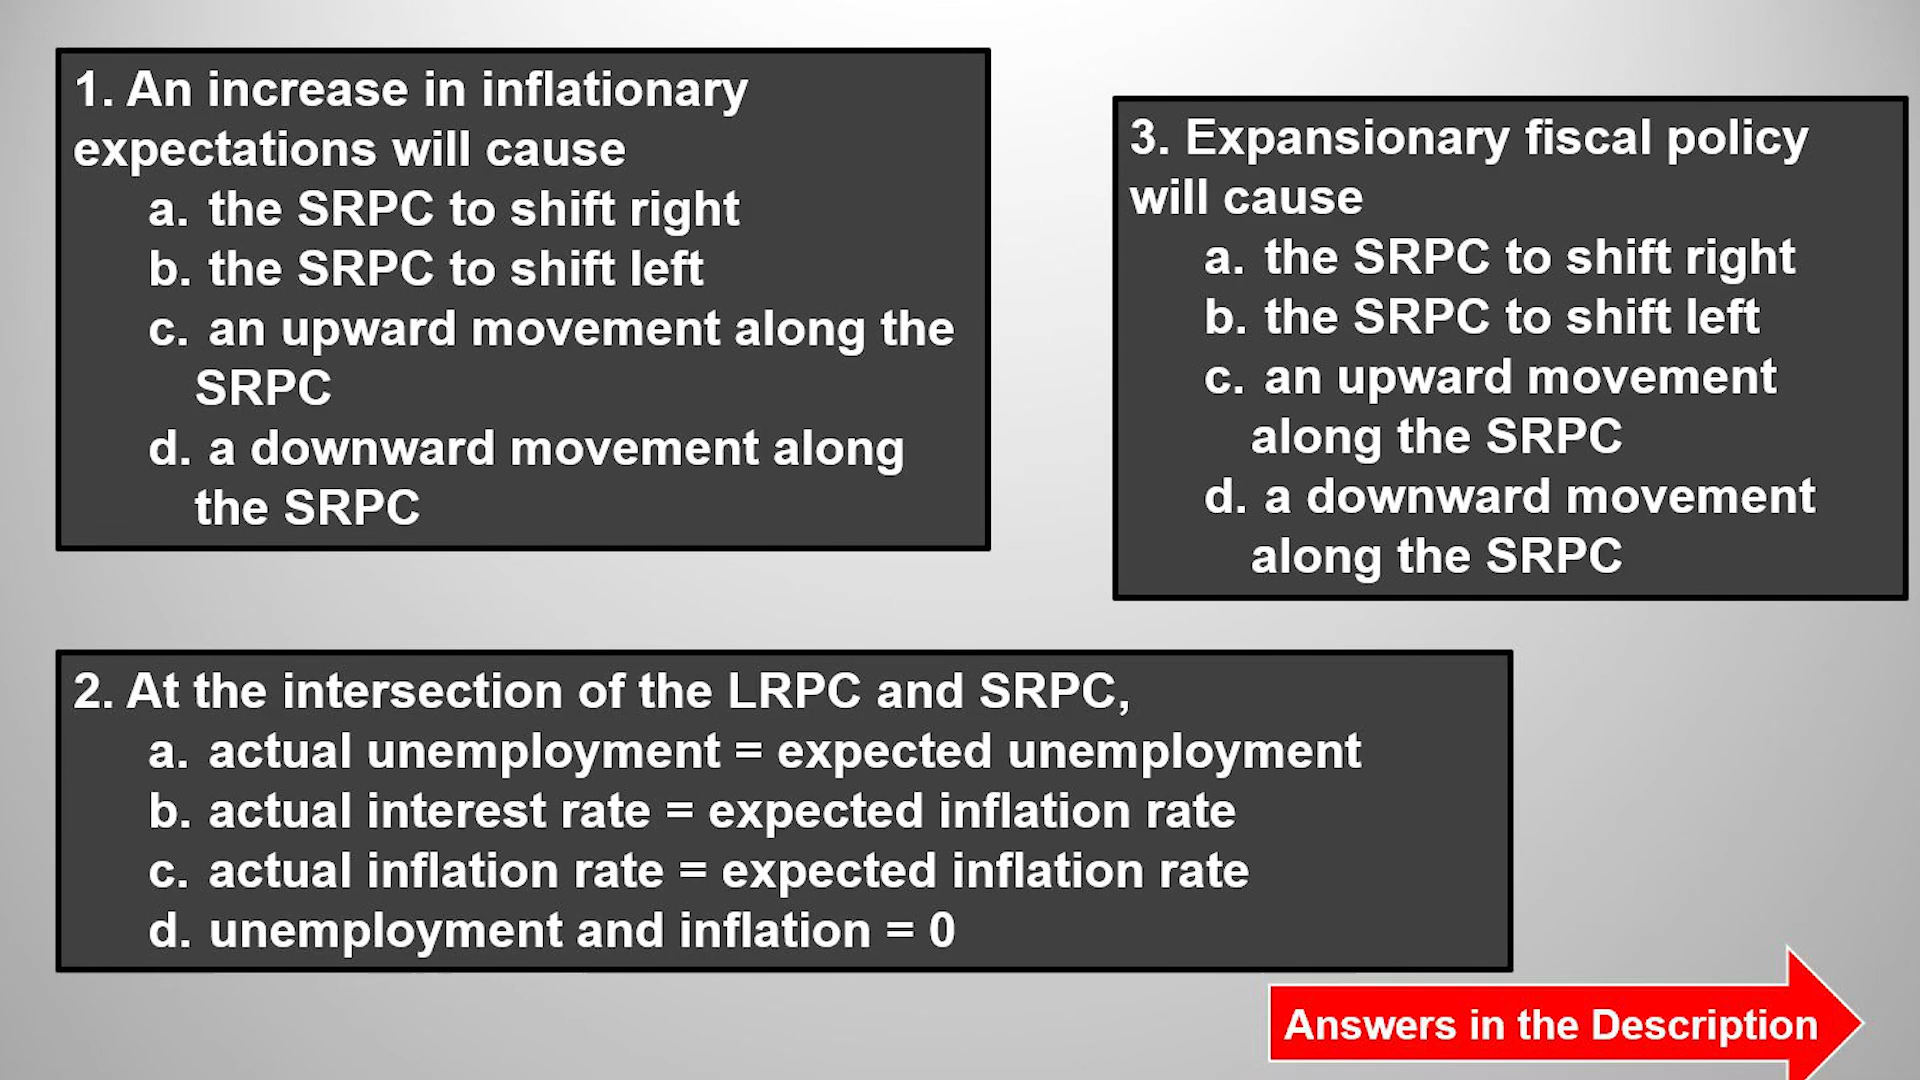 1. An increase in inflationary
expectations will cause
a. the SRPC to shift right
b. the SRPC to shift left
c. an upward movement along the
SRPC
d. a downward movement along
the SRPC
3. Expansionary fiscal policy
will cause
a. the SRPC to shift right
b. the SRPC to shift left
c. an upward movement
along the SRPC
d. a downward movement
along the SRPC
2. At the intersection of the LRPC and SRPC,
a. actual unemployment = expected unemployment
b. actual interest rate = expected inflation rate
c. actual inflation rate = expected inflation rate
d. unemployment and inflation = 0
Answers in the Description